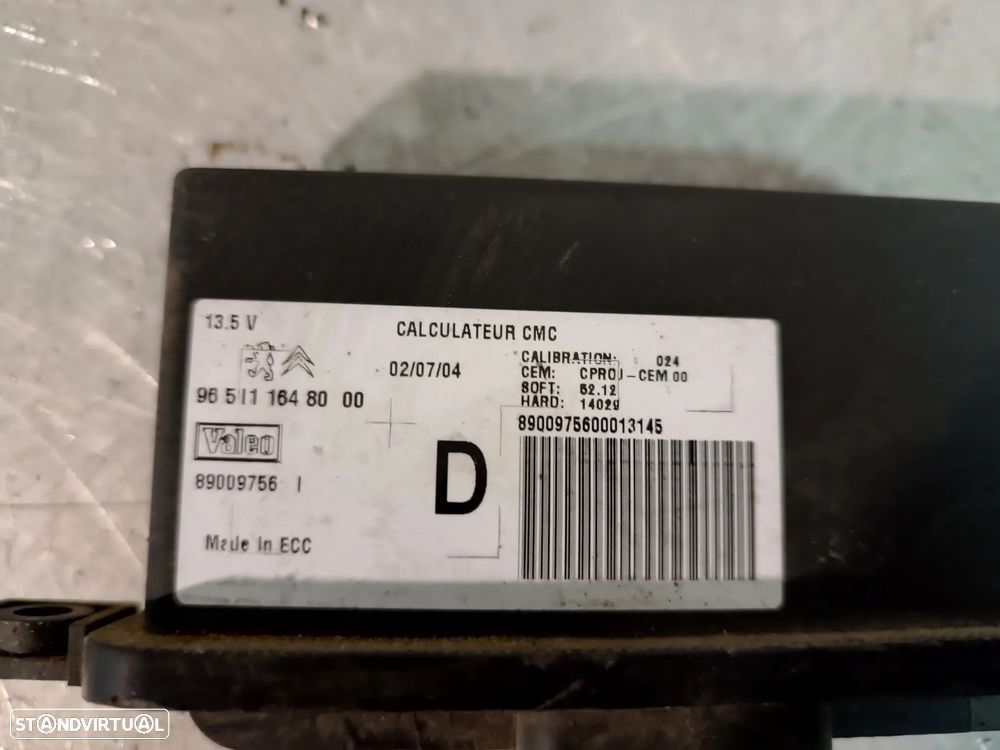 13.5 V
CALCULATEUR CMC
02/07/04
CALIBRATION: 024
CEM: CPROJ-CEM 00
SOFT: 52.12
HARD: 14029
96 511 164 80 00
8900975600013145
Valeo
89009756 I
D
Made In ECC
STANDVIRTUAL